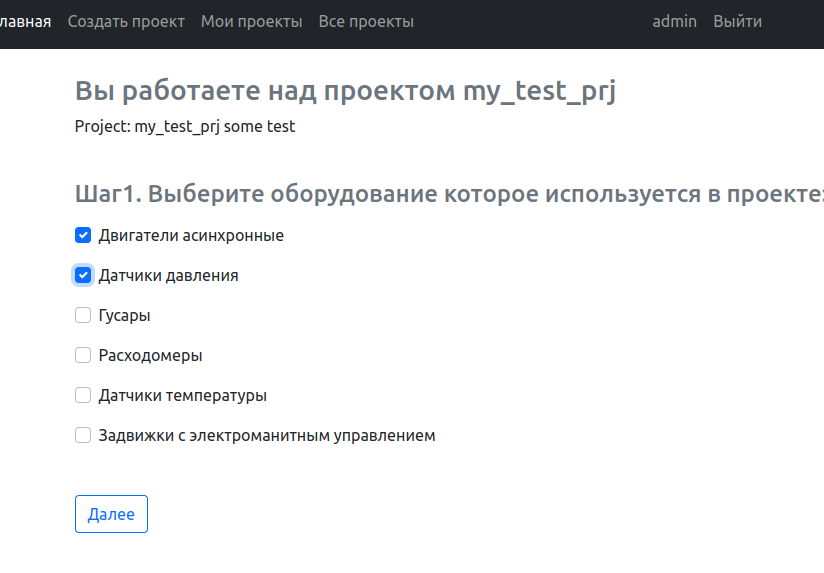 лавная Создать проект Мои проекты Все проекты admin Выйти
Вы работаете над проектом my_test_prj
Project: my_test_prj some test
Шаг1. Выберите оборудование которое используется в проекте:
Двигатели асинхронные
Датчики давления
Гусары
Расходомеры
Датчики температуры
Задвижки с электроманитным управлением
Далее